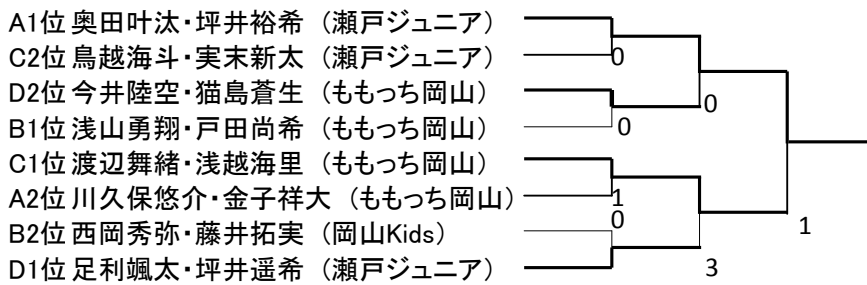 A1位 奥田叶汰・坪井裕希 （瀬戸ジュニア）
C2位 鳥越海斗・実末新太 （瀬戸ジュニア）
0
D2位 今井陸空・猫島蒼生 （ももっち岡山）
0
B1位 浅山勇翔・戸田尚希 （ももっち岡山）
0
C1位 渡辺舞緒・浅越海里 （ももっち岡山）
A2位 川久保悠介・金子祥大 （ももっち岡山）
1
0
1
B2位 西岡秀弥・藤井拓実 （岡山Kids）
D1位 足利颯太・坪井遥希 （瀬戸ジュニア）
3